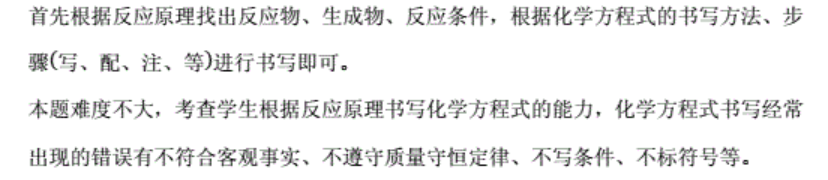 首先根据反应原理找出反应物、生成物、反应条件，根据化学方程式的书写方法、步
骤(写、配、注、等)进行书写即可。
本题难度不大，考查学生根据反应原理书写化学方程式的能力，化学方程式书写经常
出现的错误有不符合客观事实、不遵守质量守恒定律、不写条件、不标符号等。